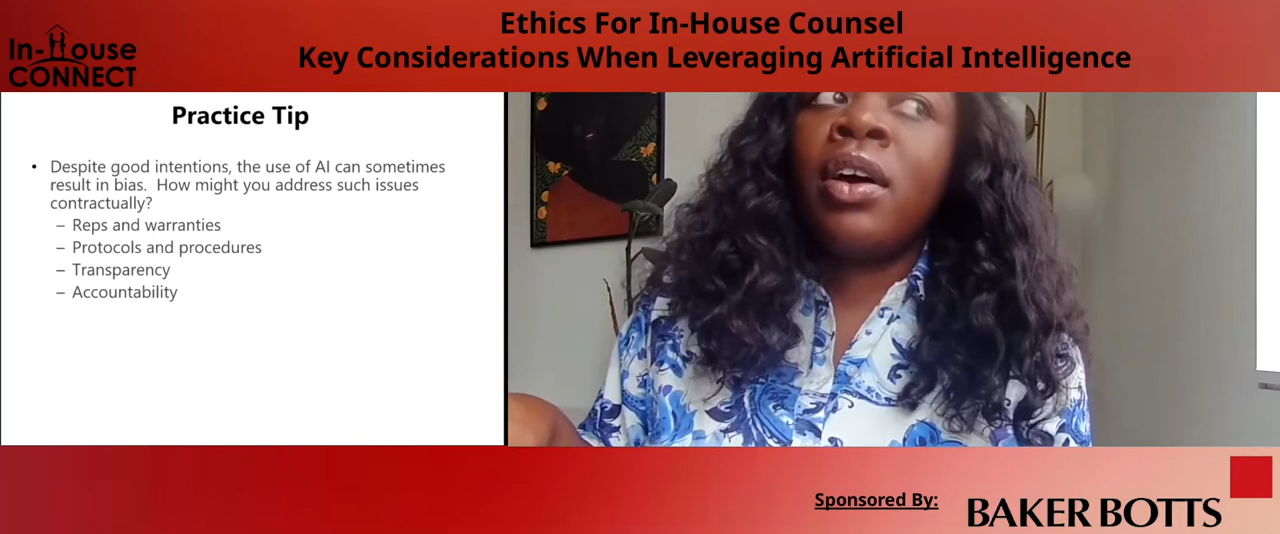 Ethics For In-House Counsel
Key Considerations When Leveraging Artificial Intelligence
In-House
CONNECT
Practice Tip
• Despite good intentions, the use of AI can sometimes
result in bias.  How might you address such issues
contractually?
– Reps and warranties
– Protocols and procedures
– Transparency
– Accountability
Sponsored By:
BAKER BOTTS